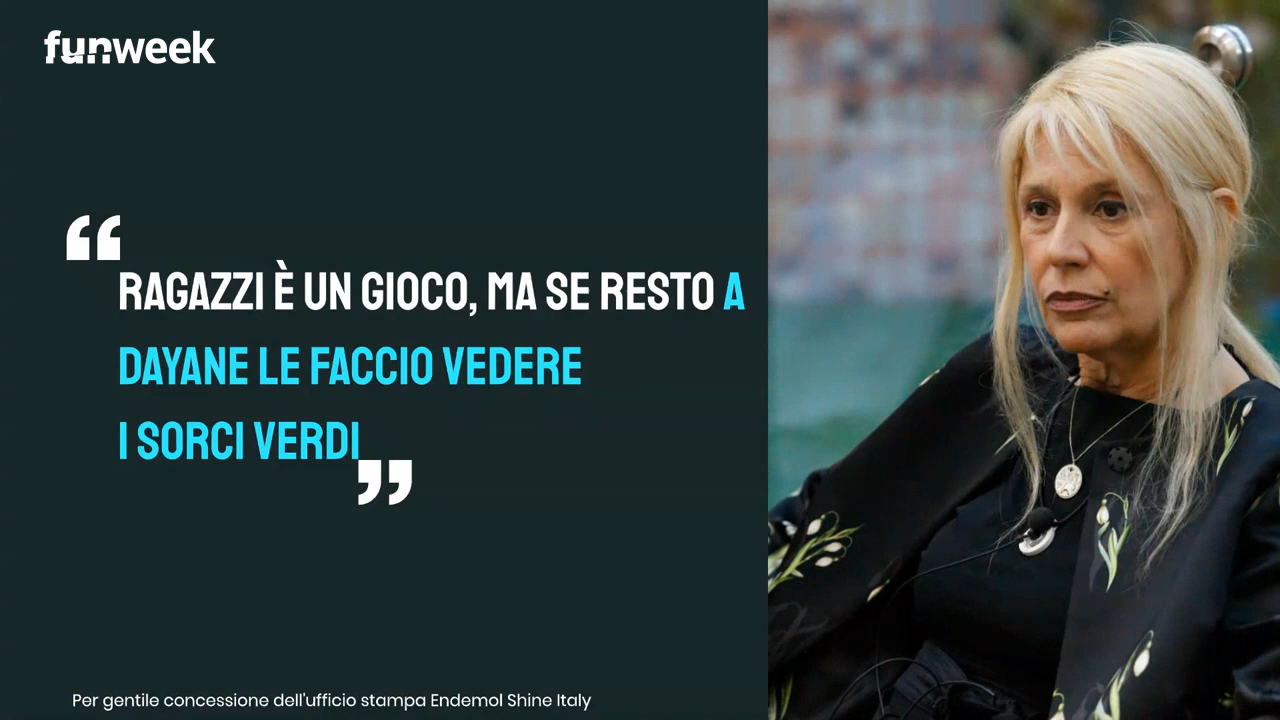 funweek
“
RAGAZZI È UN GIOCO, MA SE RESTO A
DAYANE LE FACCIO VEDERE
I SORCI VERDI
”
Per gentile concessione dell'ufficio stampa Endemol Shine Italy